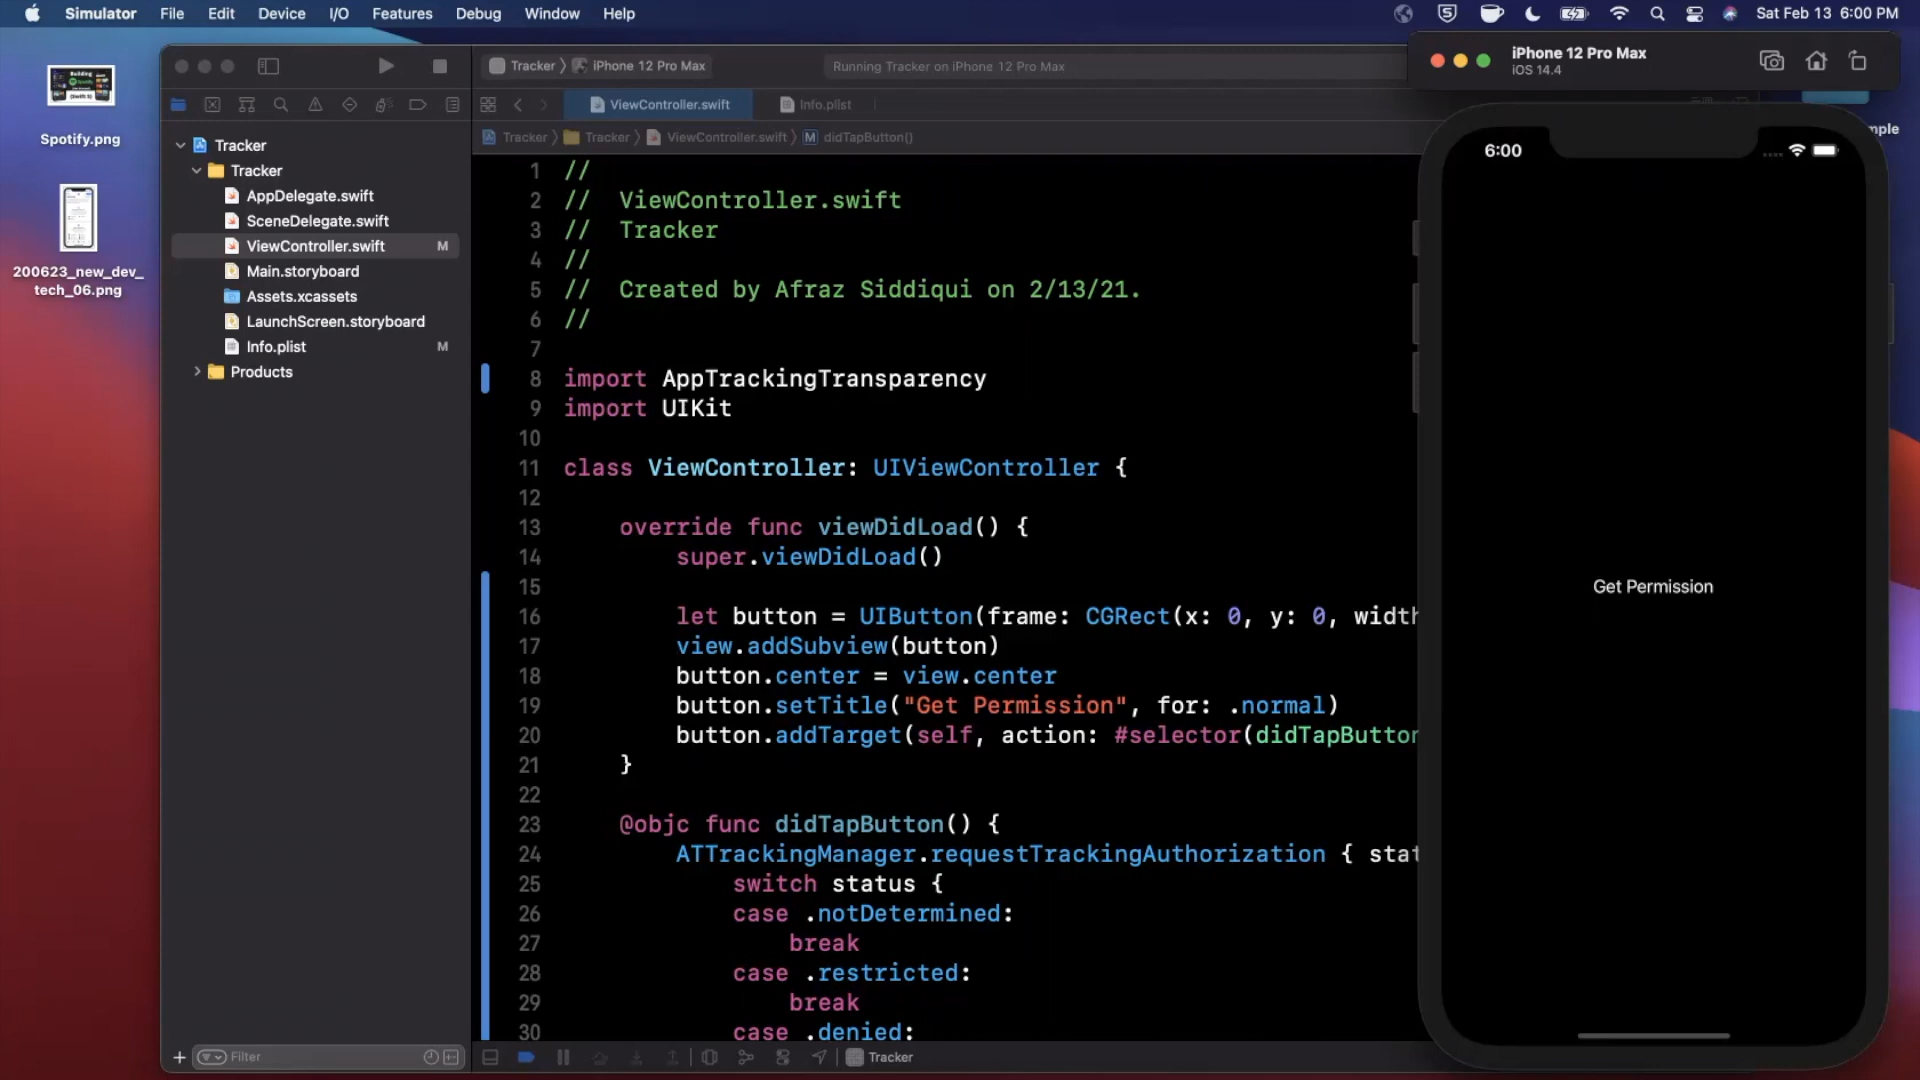 Simulator File Edit Device I/O Features Debug Window Help Sat Feb 13 6:00 PM
Building
Spotify.png
200623_new_dev_
tech_06.png
Tracker iPhone 12 Pro Max Running Tracker on iPhone 12 Pro Max
iPhone 12 Pro Max
iOS 14.4
ViewController.swift Info.plist
Tracker Tracker ViewController.swift M didTapButton()
mple
Tracker
Tracker
AppDelegate.swift
SceneDelegate.swift
ViewController.swift M
Main.storyboard
Assets.xcassets
LaunchScreen.storyboard
Info.plist M
Products
1 //
2 // ViewController.swift
3 // Tracker
4 //
5 // Created by Afraz Siddiqui on 2/13/21.
6 //
7
8 import AppTrackingTransparency
9 import UIKit
10
11 class ViewController: UIViewController {
12
13 override func viewDidLoad() {
14 super.viewDidLoad()
15
16 let button = UIButton(frame: CGRect(x: 0, y: 0, width
17 view.addSubview(button)
18 button.center = view.center
19 button.setTitle("Get Permission", for: .normal)
20 button.addTarget(self, action: #selector(didTapButton
21 }
22
23 @objc func didTapButton() {
24 ATTrackingManager.requestTrackingAuthorization { stat
25 switch status {
26 case .notDetermined:
27 break
28 case .restricted:
29 break
30 case .denied:
6:00
Get Permission
Filter
Tracker